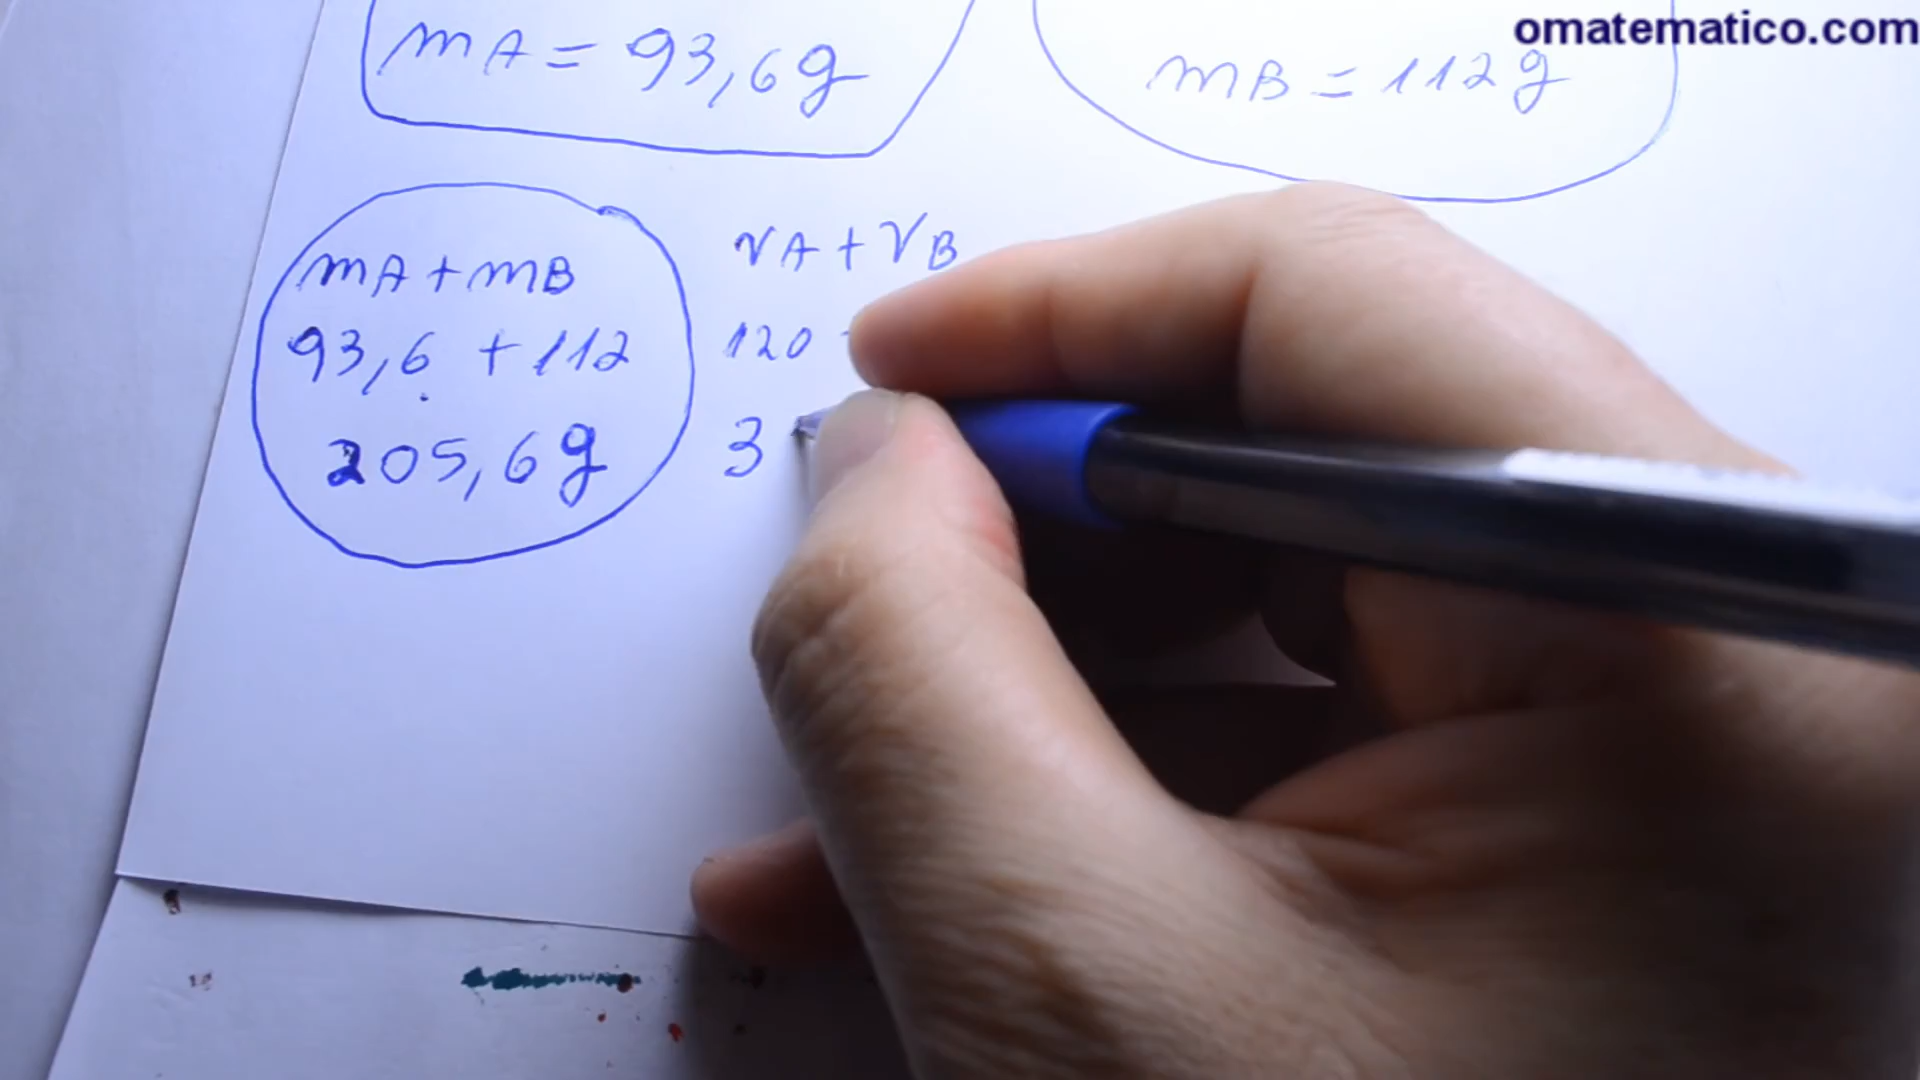 omatematico.com
mA = 93,6g
mB = 112g
mA + mB
93,6 + 112
205,6g
VA + VB
120
3